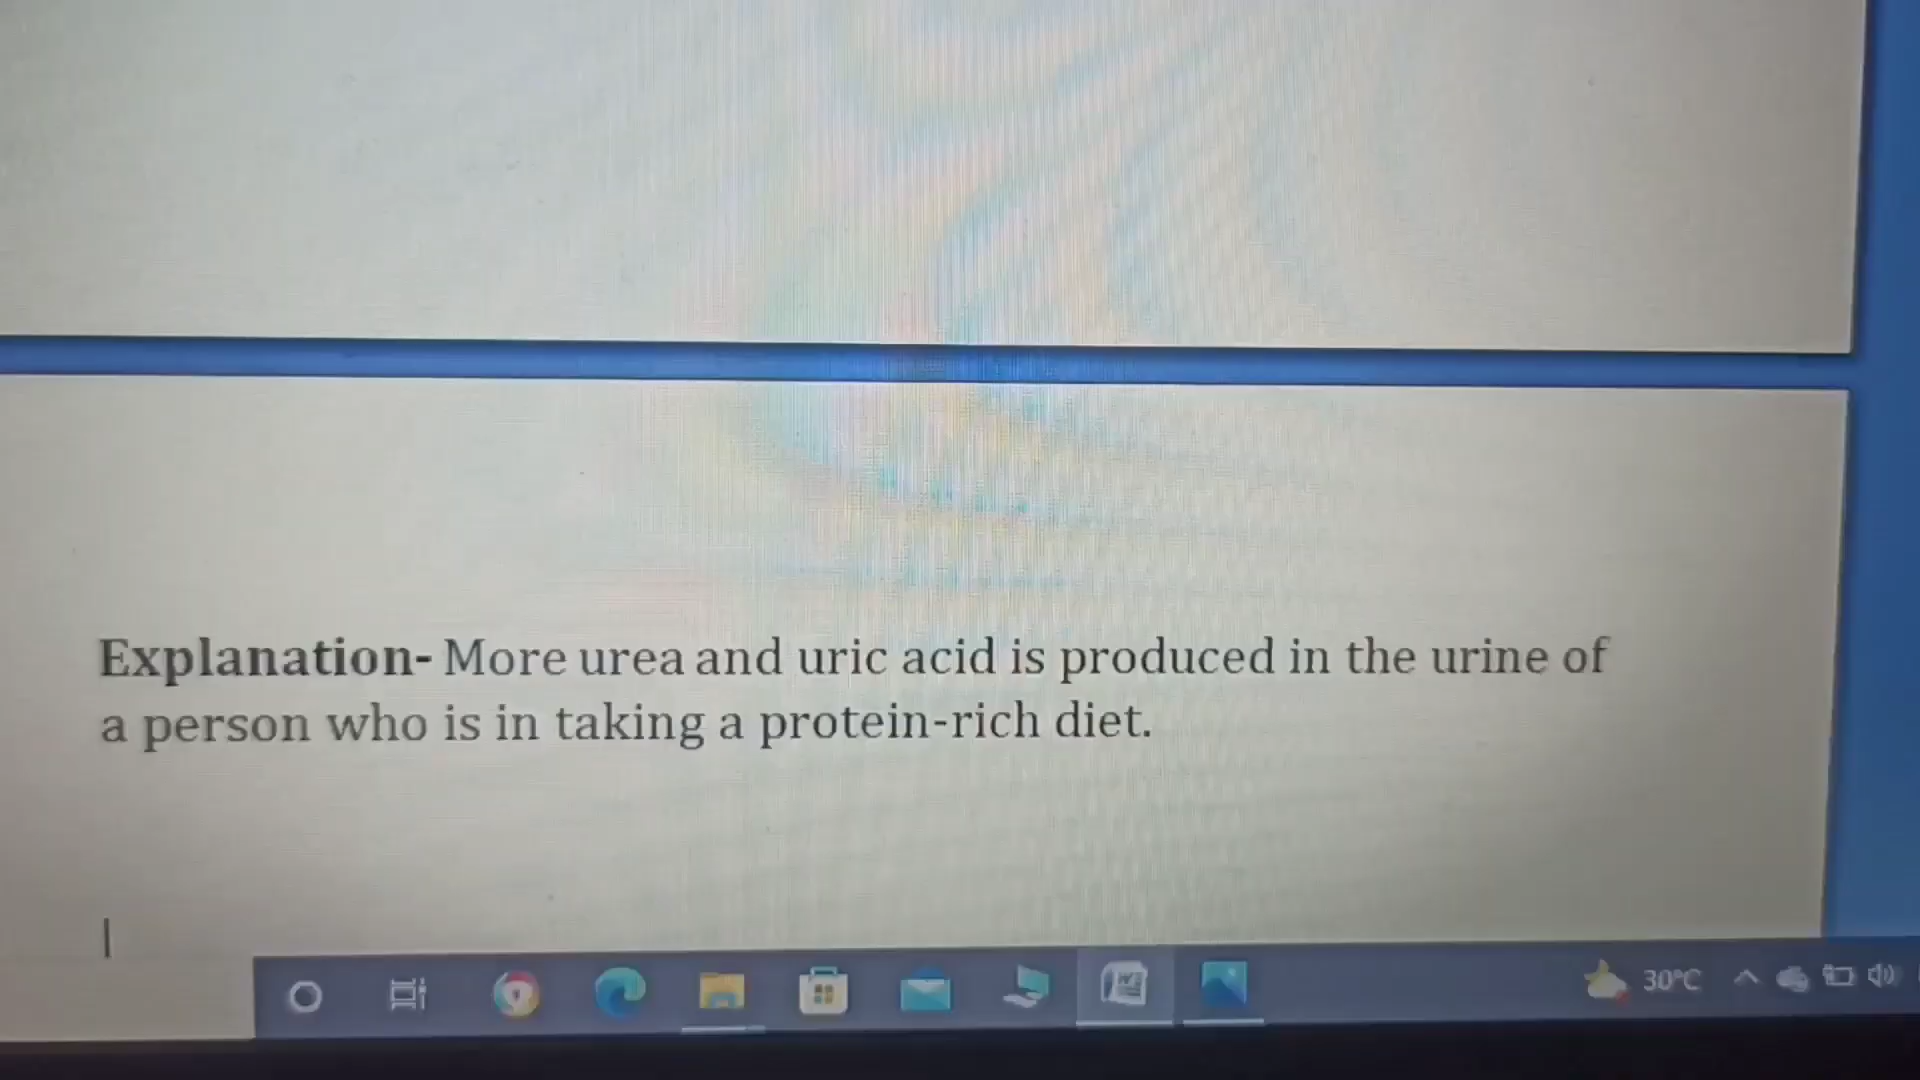 Explanation- More urea and uric acid is produced in the urine of
a person who is in taking a protein-rich diet.
30°C